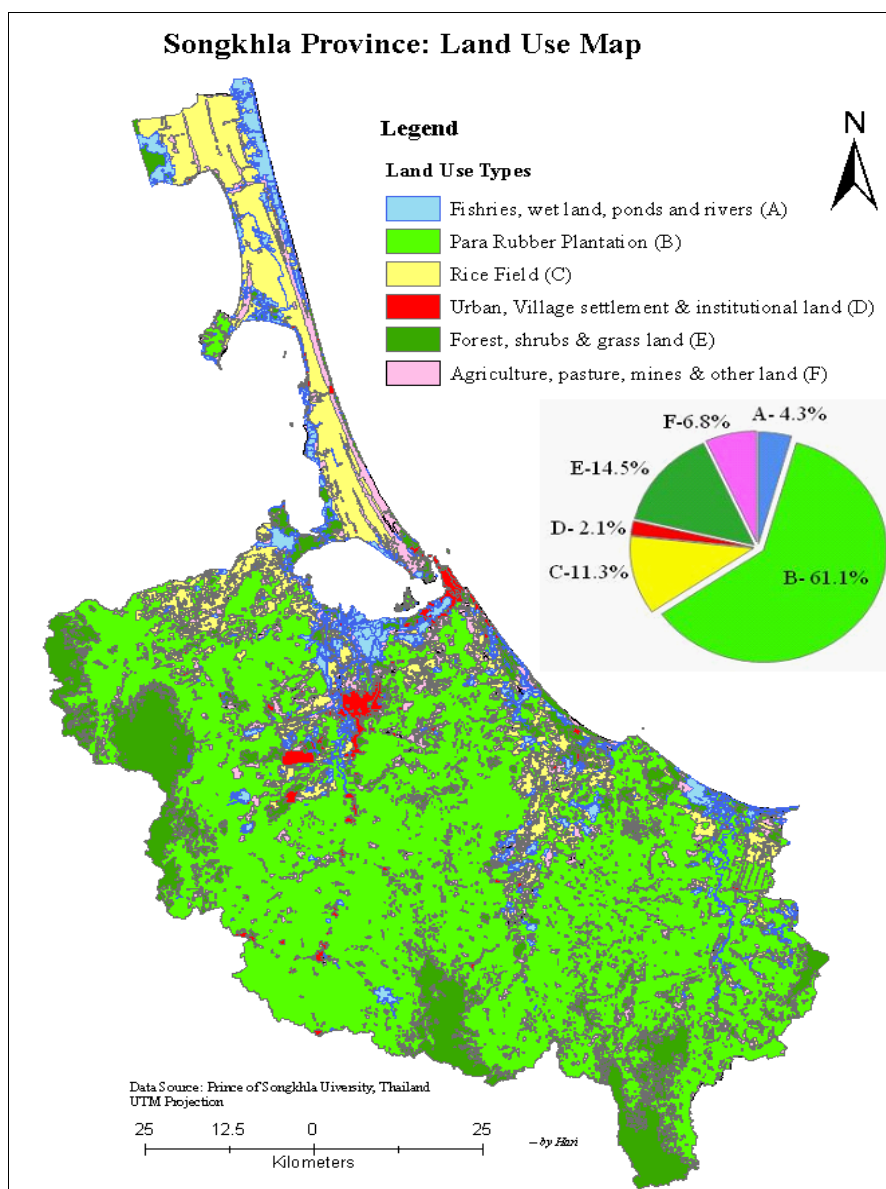 Songkhla Province: Land Use Map
N
Legend
Land Use Types
Fishries, wet land, ponds and rivers (A)
Para Rubber Plantation (B)
Rice Field (C)
Urban, Village settlement & institutional land (D)
Forest, shrubs & grass land (E)
Agriculture, pasture, mines & other land (F)
F-6.8%
A- 4.3%
E-14.5%
D- 2.1%
C-11.3%
B- 61.1%
Data Source: Prince of Songkhla Uiversity, Thailand
UTM Projection
25 12.5 0 25
Kilometers
– by Hari